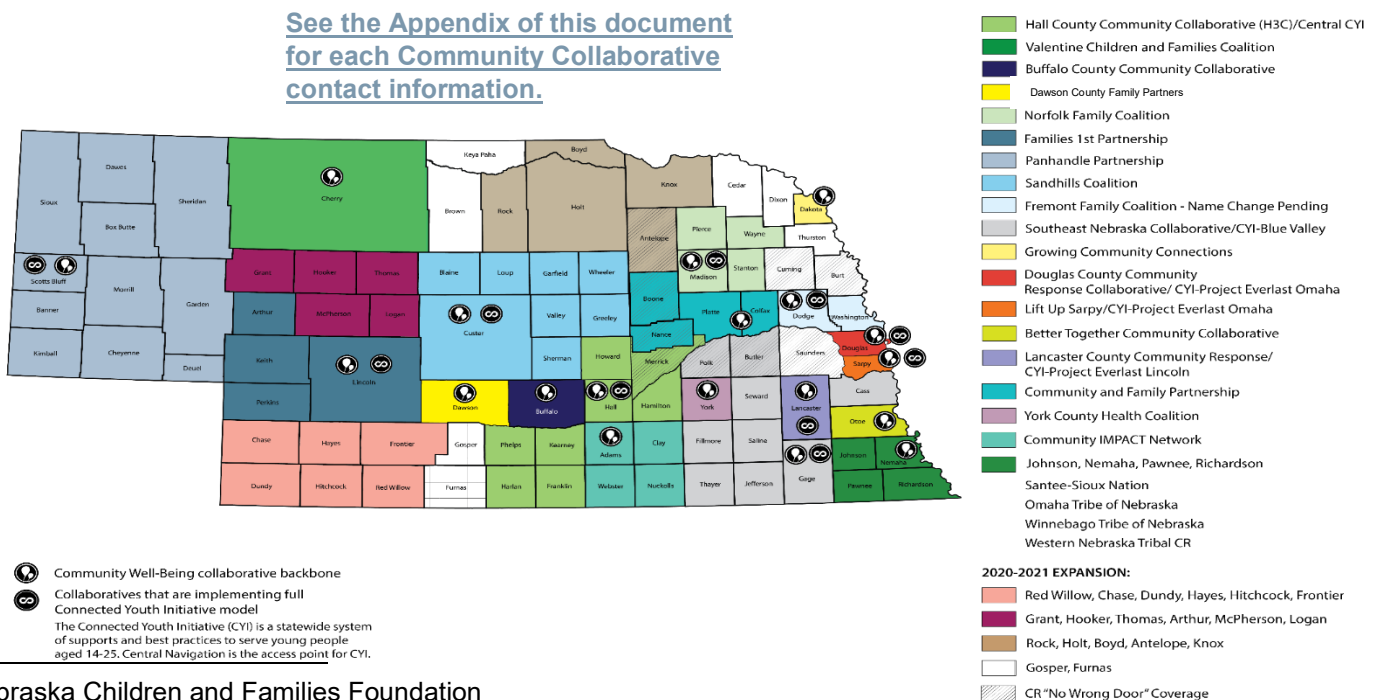 See the Appendix of this document
for each Community Collaborative
contact information.
Hall County Community Collaborative (H3C)/Central CYI
Valentine Children and Families Coalition
Buffalo County Community Collaborative
Dawson County Family Partners
Norfolk Family Coalition
Families 1st Partnership
Panhandle Partnership
Sandhills Coalition
Fremont Family Coalition - Name Change Pending
Southeast Nebraska Collaborative/CYI-Blue Valley
Growing Community Connections
Douglas County Community
Response Collaborative/ CYI-Project Everlast Omaha
Lift Up Sarpy/CYI-Project Everlast Omaha
Better Together Community Collaborative
Lancaster County Community Response/
CYI-Project Everlast Lincoln
Community and Family Partnership
York County Health Coalition
Community IMPACT Network
Johnson, Nemaha, Pawnee, Richardson
Santee-Sioux Nation
Omaha Tribe of Nebraska
Winnebago Tribe of Nebraska
Western Nebraska Tribal CR
2020-2021 EXPANSION:
Red Willow, Chase, Dundy, Hayes, Hitchcock, Frontier
Grant, Hooker, Thomas, Arthur, McPherson, Logan
Rock, Holt, Boyd, Antelope, Knox
Gosper, Furnas
CR "No Wrong Door" Coverage
Sioux
Dawes
Box Butte
Sheridan
Scotts Bluff
Morrill
Garden
Banner
Kimball
Cheyenne
Deuel
Cherry
Keya Paha
Boyd
Brown
Rock
Holt
Knox
Cedar
Dixon
Dakota
Antelope
Pierce
Wayne
Thurston
Madison
Stanton
Cuming
Burt
Grant
Hooker
Thomas
Blaine
Loup
Garfield
Wheeler
Arthur
McPherson
Logan
Custer
Valley
Greeley
Boone
Platte
Colfax
Dodge
Washington
Nance
Keith
Lincoln
Sherman
Howard
Merrick
Polk
Butler
Saunders
Douglas
Sarpy
Perkins
Dawson
Buffalo
Hall
Hamilton
York
Seward
Lancaster
Cass
Otoe
Chase
Hayes
Frontier
Gosper
Phelps
Kearney
Adams
Clay
Fillmore
Salina
Gage
Johnson
Nemaha
Dundy
Hitchcock
Red Willow
Furnas
Harlan
Franklin
Webster
Nuckolls
Thayer
Jefferson
Pawnee
Richardson
Community Well-Being collaborative backbone
Collaboratives that are implementing full
Connected Youth Initiative model
The Connected Youth Initiative (CYI) is a statewide system
of supports and best practices to serve young people
aged 14-25. Central Navigation is the access point for CYI.
braska Children and Families Foundation